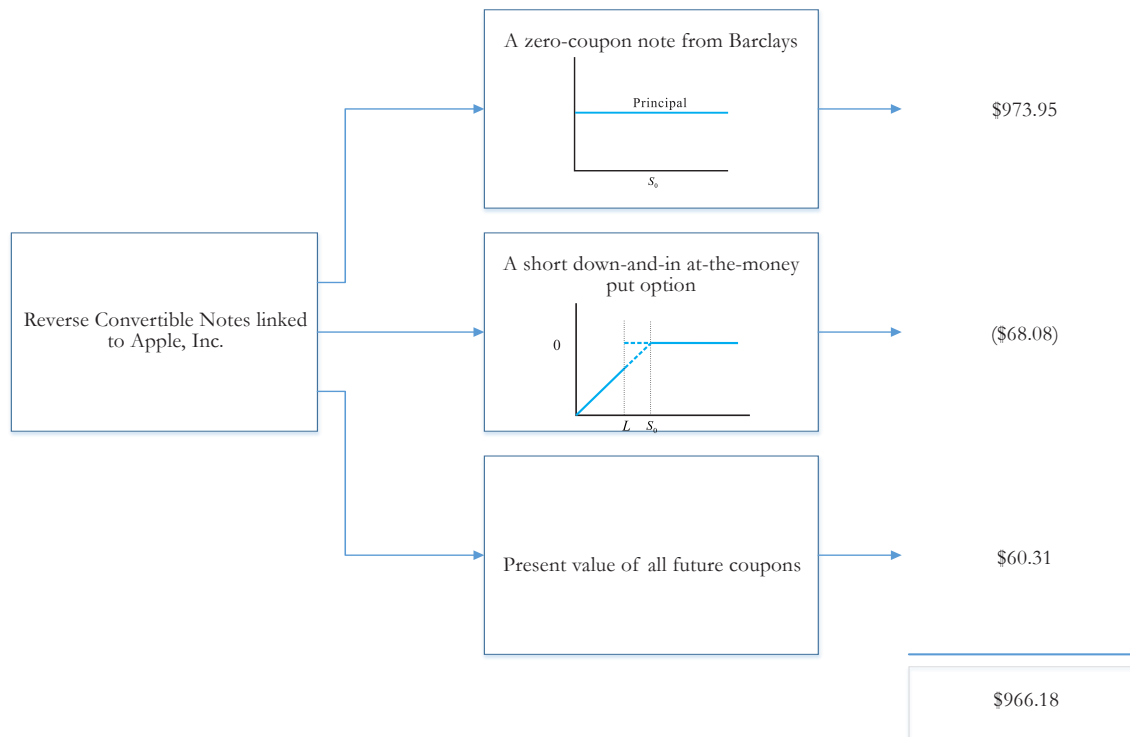 A zero-coupon note from Barclays
Principal
S₀
$973.95
Reverse Convertible Notes linked
to Apple, Inc.
A short down-and-in at-the-money
put option
0
L S₀
($68.08)
Present value of all future coupons
$60.31
$966.18